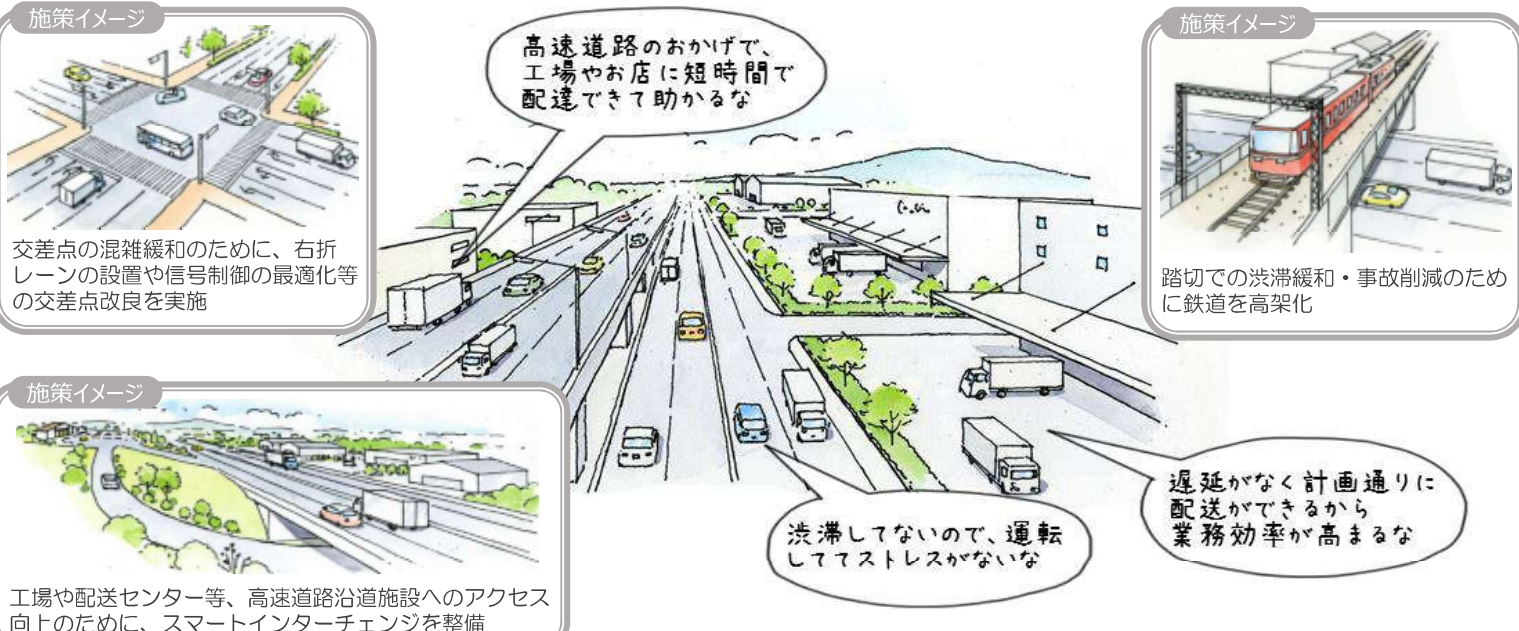 施策イメージ
交差点の混雑緩和のために、右折
レーンの設置や信号制御の最適化等
の交差点改良を実施
高速道路のおかげで、
工場やお店に短時間で
配達できて助かるな
施策イメージ
踏切での渋滞緩和・事故削減のため
に鉄道を高架化
施策イメージ
工場や配送センター等、高速道路沿道施設へのアクセス
向上のために、スマートインターチェンジを整備
渋滞してないので、運転
しててストレスがないな
遅延がなく計画通りに
配送ができるから
業務効率が高まるな